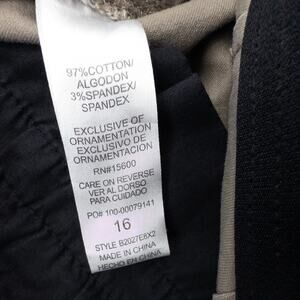 97%COTTON/
ALGODON
3%SPANDEX/
SPANDEX
EXCLUSIVE OF
ORNAMENTATION
EXCLUSIVO DE
ORNAMENTACION
RN#15600
CARE ON REVERSE
VER AL DORSO
PARA CUIDADO
PO# 100-00079141
16
STYLE B2027E8X2
MADE IN CHINA
HECHO EN CHINA